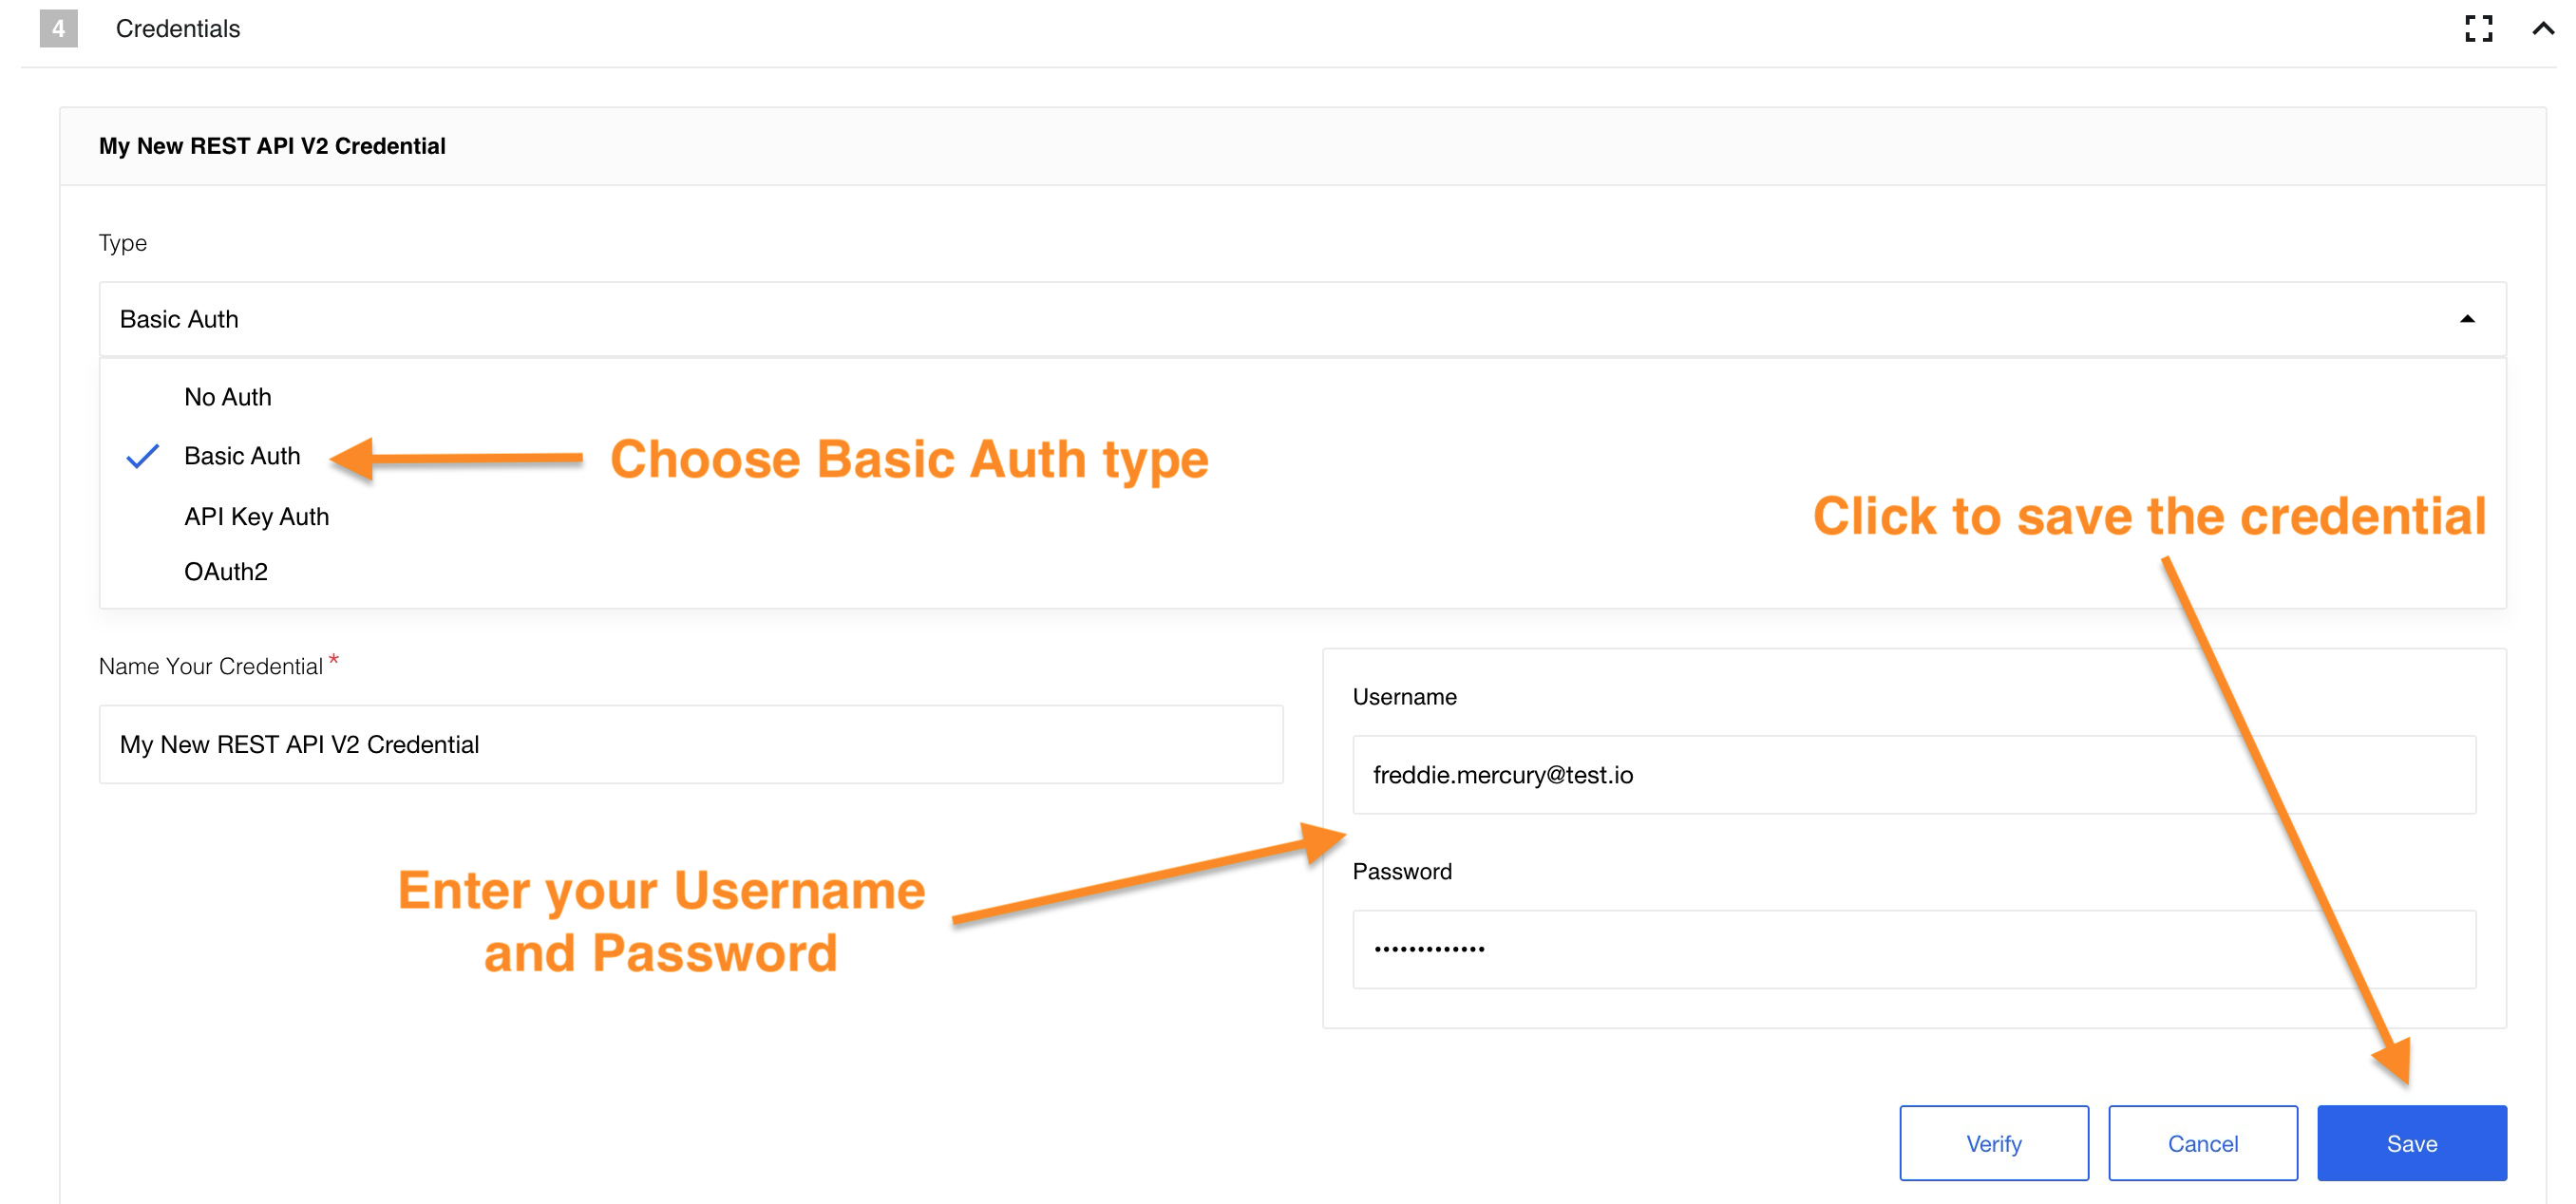 4 Credentials
My New REST API V2 Credential
Type
Basic Auth
No Auth
Basic Auth
Choose Basic Auth type
API Key Auth
Click to save the credential
OAuth2
Name Your Credential *
My New REST API V2 Credential
Username
freddie.mercury@test.io
Enter your Username
and Password
Password
•••••••••••••
Verify
Cancel
Save